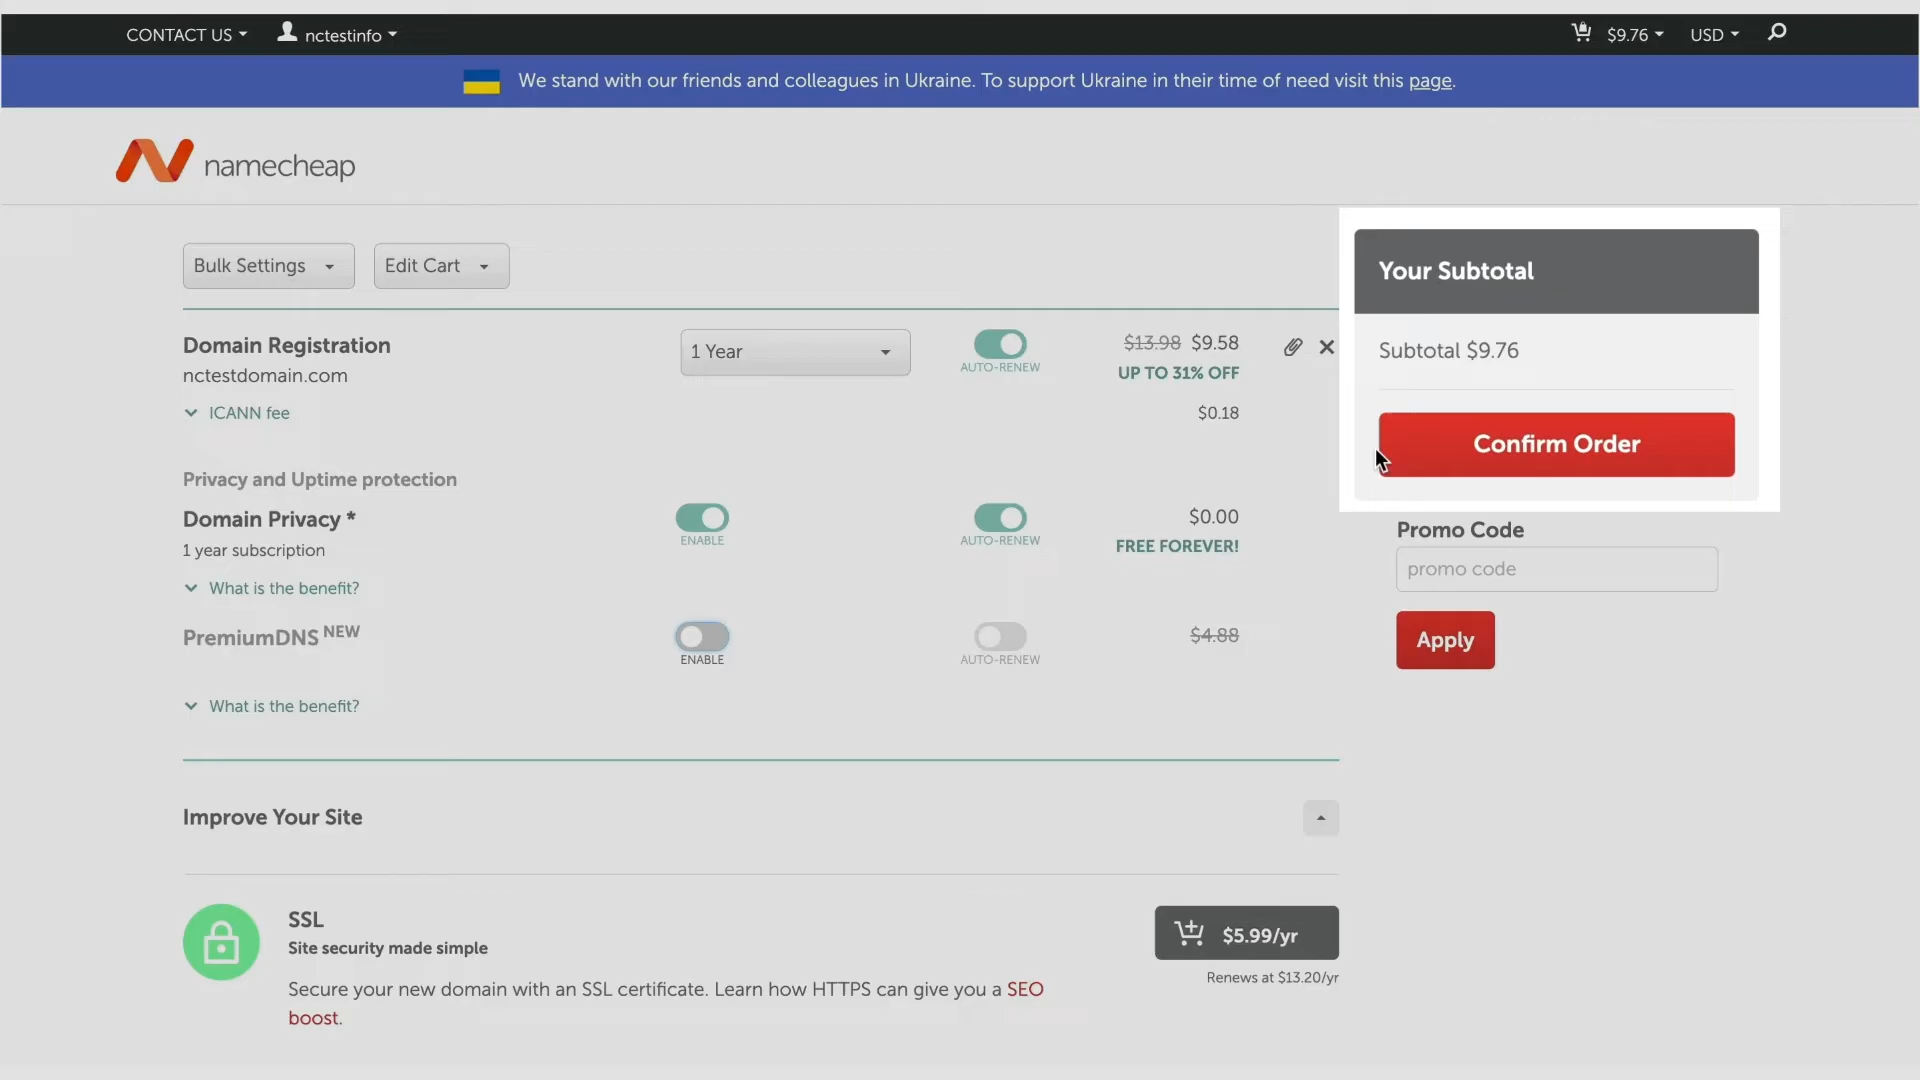 CONTACT US
nctestinfo
$9.76
USD
We stand with our friends and colleagues in Ukraine. To support Ukraine in their time of need visit this page.
namecheap
Bulk Settings
Edit Cart
Your Subtotal
Subtotal $9.76
Confirm Order
Domain Registration
nctestdomain.com
1 Year
AUTO-RENEW
$13.98 $9.58
UP TO 31% OFF
ICANN fee
$0.18
Privacy and Uptime protection
Domain Privacy *
1 year subscription
ENABLE
AUTO-RENEW
$0.00
FREE FOREVER!
What is the benefit?
Promo Code
promo code
Apply
PremiumDNS NEW
ENABLE
AUTO-RENEW
$4.88
What is the benefit?
Improve Your Site
SSL
Site security made simple
Secure your new domain with an SSL certificate. Learn how HTTPS can give you a SEO
boost.
$5.99/yr
Renews at $13.20/yr